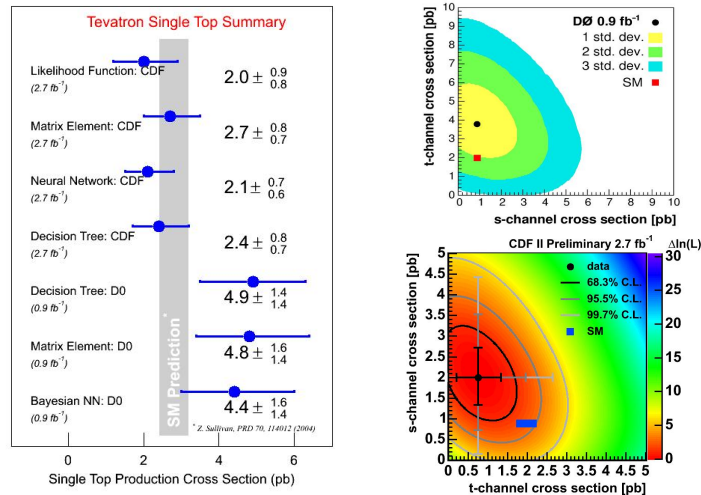 Tevatron Single Top Summary
Likelihood Function: CDF
(2.7 fb⁻¹)
2.0 ± 0.9 0.8
Matrix Element: CDF
(2.7 fb⁻¹)
2.7 ± 0.8 0.7
Neural Network: CDF
(2.7 fb⁻¹)
2.1 ± 0.7 0.6
Decision Tree: CDF
(2.7 fb⁻¹)
2.4 ± 0.8 0.7
Decision Tree: D0
(0.9 fb⁻¹)
4.9 ± 1.4 1.4
Matrix Element: D0
(0.9 fb⁻¹)
4.8 ± 1.6 1.4
Bayesian NN: D0
(0.9 fb⁻¹)
4.4 ± 1.6 1.4
SM Prediction *
* Z. Sullivan, PRD 70, 114012 (2004)
0 2 4 6
Single Top Production Cross Section (pb)
t-channel cross section [pb]
10
9
8
7
6
5
4
3
2
1
0
DØ 0.9 fb⁻¹
1 std. dev.
2 std. dev.
3 std. dev.
SM
0 1 2 3 4 5 6 7 8 9 10
s-channel cross section [pb]
CDF II Preliminary 2.7 fb⁻¹
Δln(L)
s-channel cross section [pb]
5
4.5
4
3.5
3
2.5
2
1.5
1
0.5
0
data
68.3% C.L.
95.5% C.L.
99.7% C.L.
SM
30
25
20
15
10
5
0
0 0.5 1 1.5 2 2.5 3 3.5 4 4.5 5
t-channel cross section [pb]